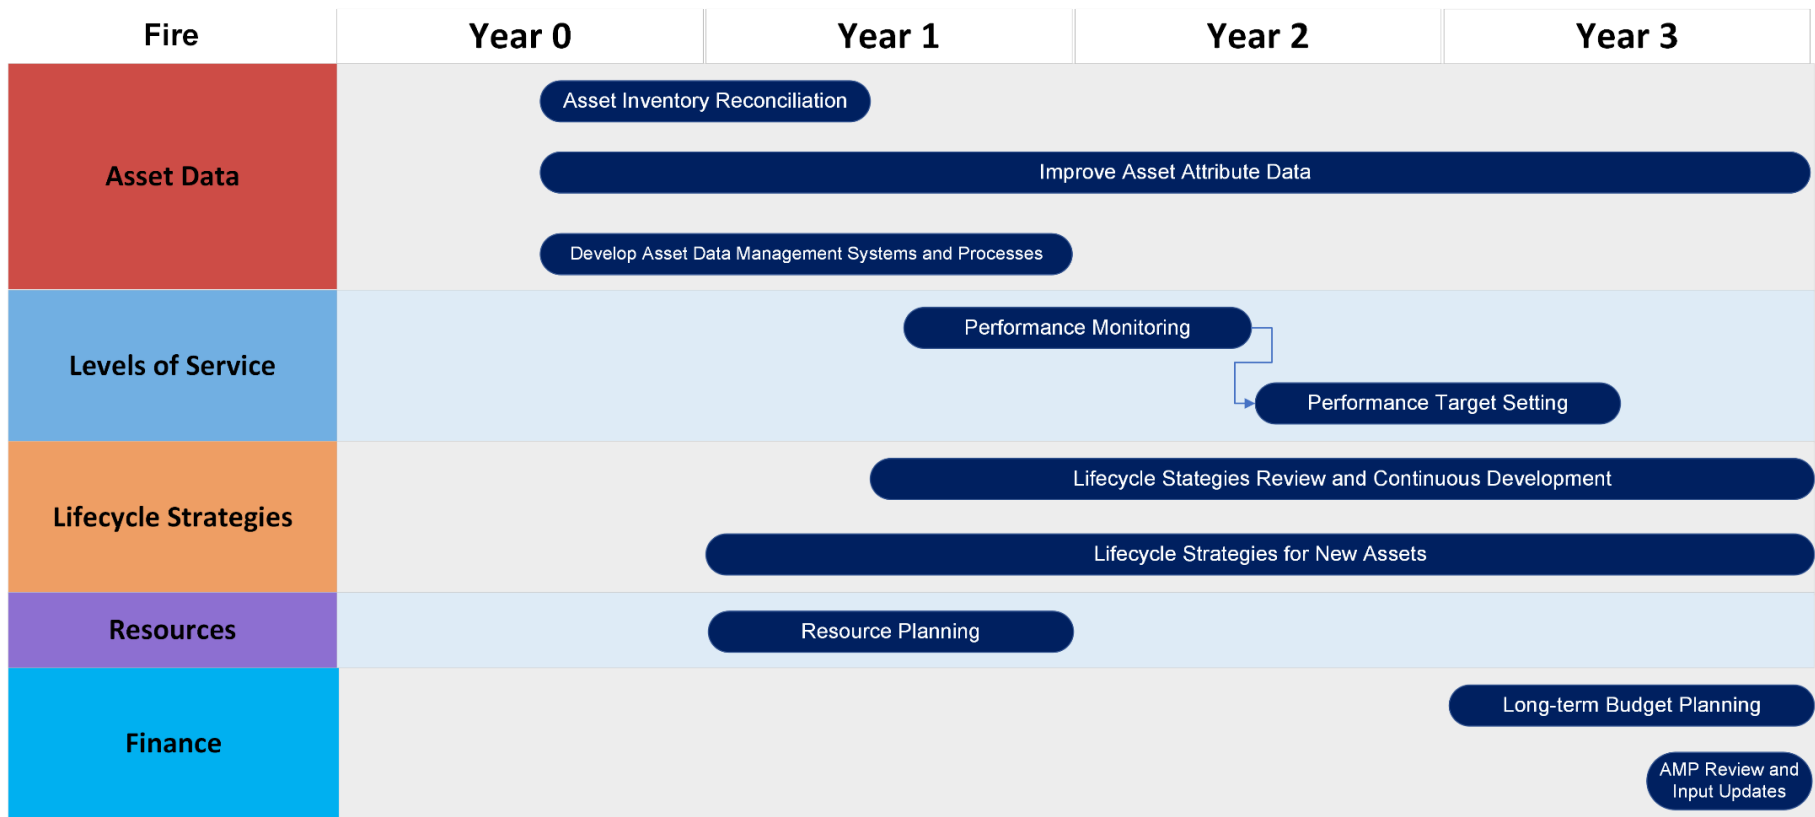 Fire Year 0 Year 1 Year 2 Year 3
Asset Data
Asset Inventory Reconciliation
Improve Asset Attribute Data
Develop Asset Data Management Systems and Processes
Levels of Service
Performance Monitoring
Performance Target Setting
Lifecycle Strategies
Lifecycle Stategies Review and Continuous Development
Lifecycle Strategies for New Assets
Resources
Resource Planning
Finance
Long-term Budget Planning
AMP Review and
Input Updates